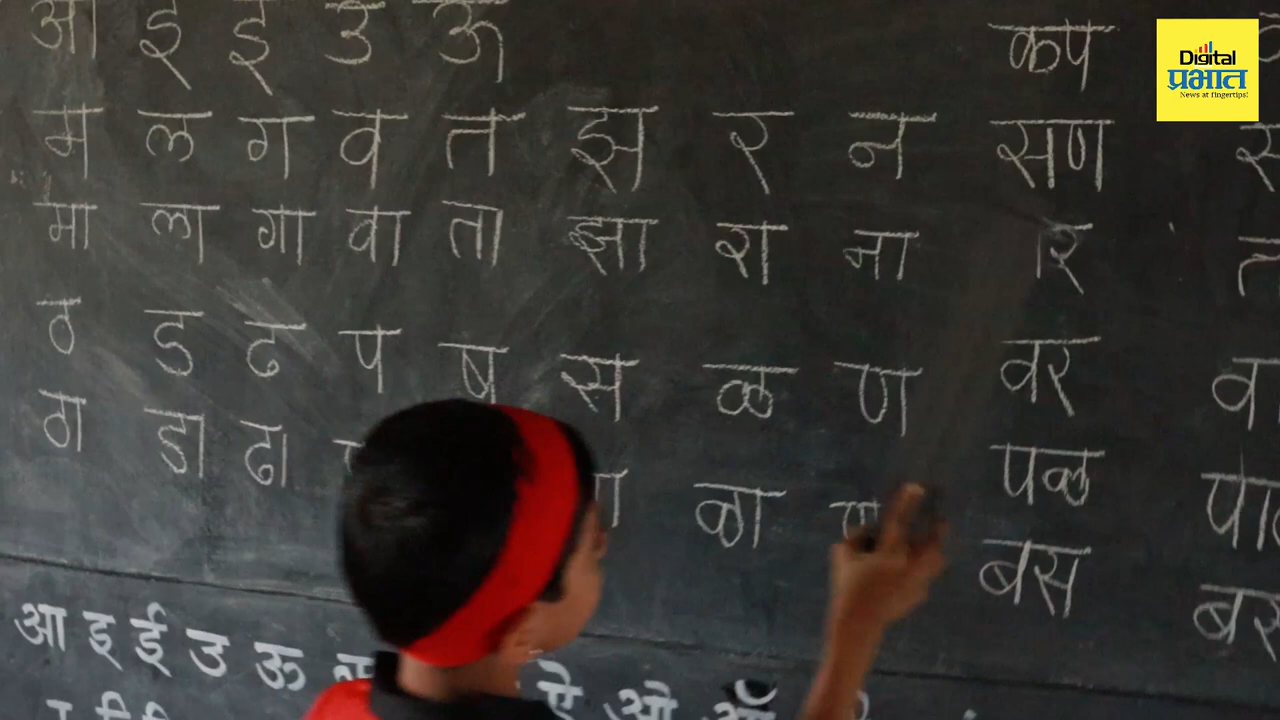 आ इ ई उ ऊ कप
म ल ग व त झ र न सण
मा ला गा वा ता झा रा ना
ठ ड ढ प ष स ळ ण वर
ठा डा ढा ळा पळ
बस
आ इ ई उ ऊ ऐ ओ ऑ
Digital
प्रभात
News at fingertips!